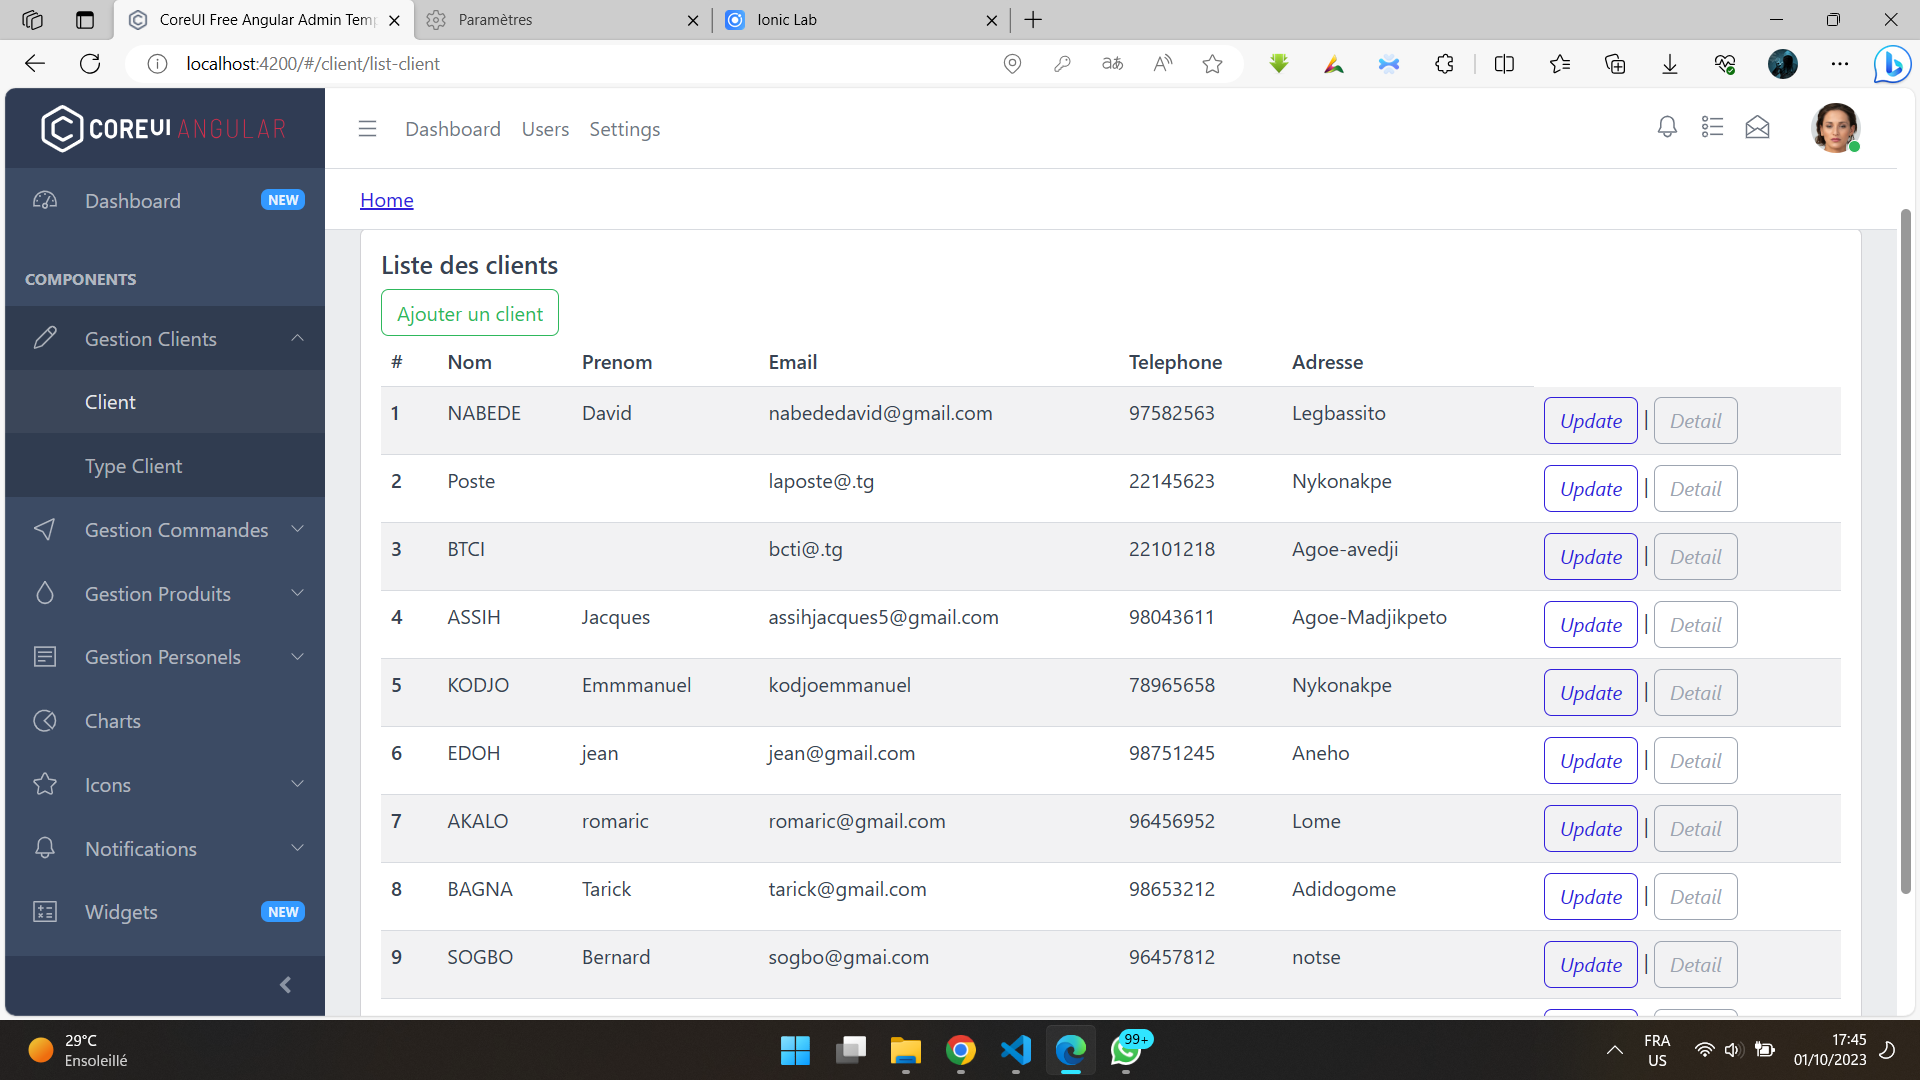 CoreUI Free Angular Admin Temp
Paramètres
Ionic Lab
localhost:4200/#/client/list-client
COREUI ANGULAR
Dashboard Users Settings
Dashboard NEW
Home
COMPONENTS
Gestion Clients
Client
Type Client
Gestion Commandes
Gestion Produits
Gestion Personels
Charts
Icons
Notifications
Widgets NEW
Liste des clients
Ajouter un client
# Nom Prenom Email Telephone Adresse
1 NABEDE David nabededavid@gmail.com 97582563 Legbassito Update | Detail
2 Poste laposte@.tg 22145623 Nykonakpe Update | Detail
3 BTCI bcti@.tg 22101218 Agoe-avedji Update | Detail
4 ASSIH Jacques assihjacques5@gmail.com 98043611 Agoe-Madjikpeto Update | Detail
5 KODJO Emmmanuel kodjoemmanuel 78965658 Nykonakpe Update | Detail
6 EDOH jean jean@gmail.com 98751245 Aneho Update | Detail
7 AKALO romaric romaric@gmail.com 96456952 Lome Update | Detail
8 BAGNA Tarick tarick@gmail.com 98653212 Adidogome Update | Detail
9 SOGBO Bernard sogbo@gmai.com 96457812 notse Update | Detail
29°C
Ensoleillé
99+
FRA
US
17:45
01/10/2023